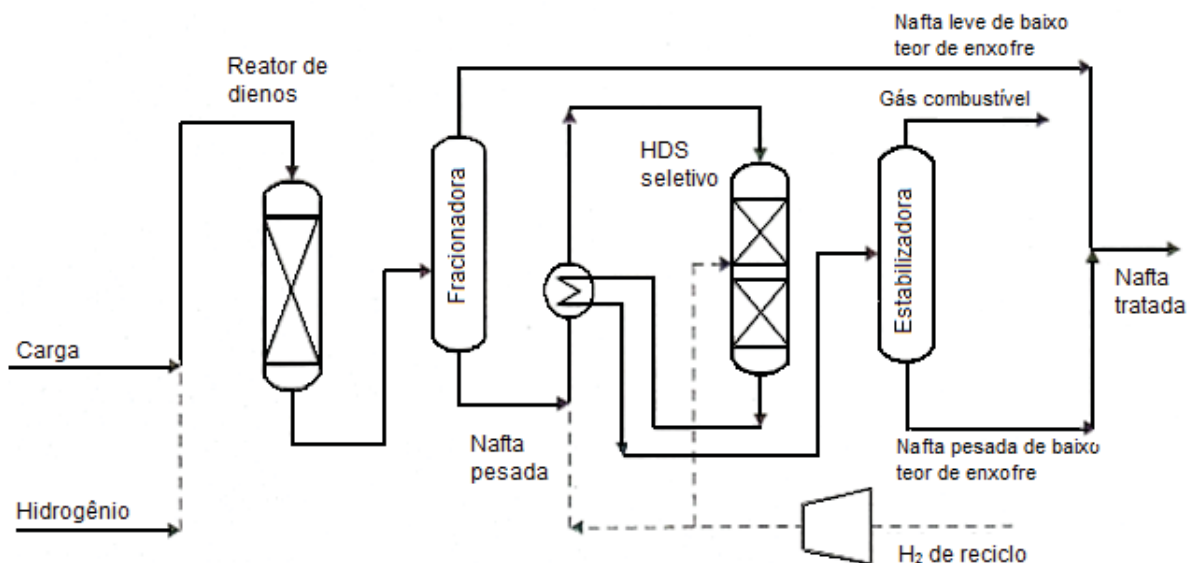 Nafta leve de baixo
teor de enxofre
Reator de
dienos
Gás combustível
HDS
seletivo
Fracionadora
Estabilizadora
Nafta
tratada
Carga
Nafta
pesada
Nafta pesada de baixo
teor de enxofre
Hidrogênio
H₂ de reciclo